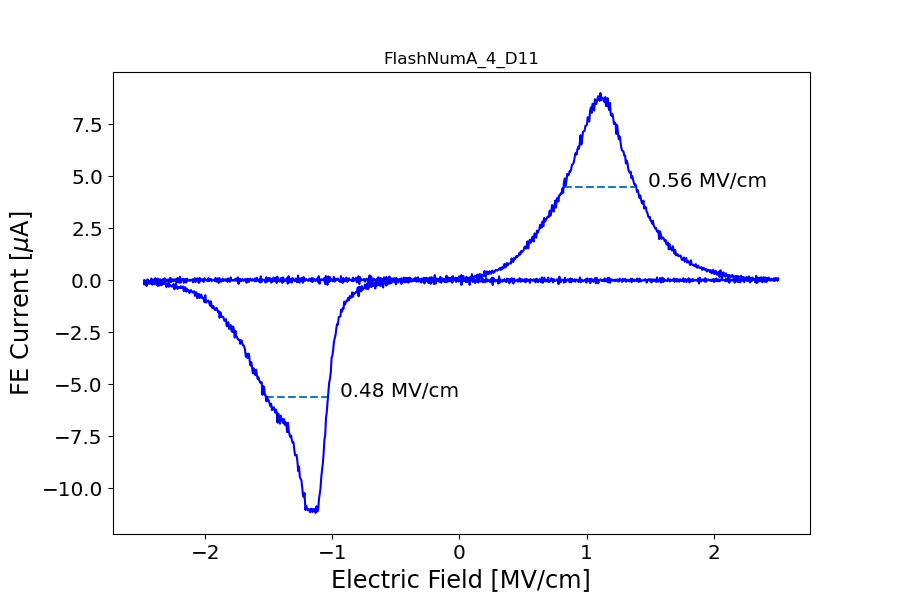 FlashNumA_4_D11
FE Current [μA]
7.5
5.0
2.5
0.0
−2.5
−5.0
−7.5
−10.0
0.56 MV/cm
0.48 MV/cm
−2
−1
0
1
2
Electric Field [MV/cm]